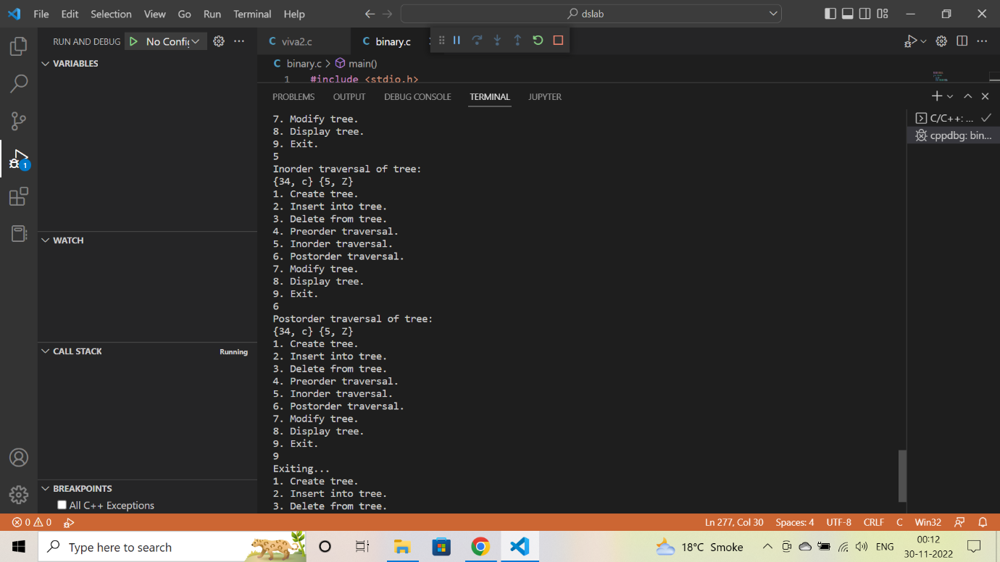 File Edit Selection View Go Run Terminal Help
dslab
RUN AND DEBUG No Config
VARIABLES
WATCH
CALL STACK Running
BREAKPOINTS
All C++ Exceptions
1
C viva2.c
C binary.c
C binary.c > main()
1 #include <stdio.h>
PROBLEMS OUTPUT DEBUG CONSOLE TERMINAL JUPYTER
7. Modify tree.
8. Display tree.
9. Exit.
5
Inorder traversal of tree:
{34, c} {5, Z}
1. Create tree.
2. Insert into tree.
3. Delete from tree.
4. Preorder traversal.
5. Inorder traversal.
6. Postorder traversal.
7. Modify tree.
8. Display tree.
9. Exit.
6
Postorder traversal of tree:
{34, c} {5, Z}
1. Create tree.
2. Insert into tree.
3. Delete from tree.
4. Preorder traversal.
5. Inorder traversal.
6. Postorder traversal.
7. Modify tree.
8. Display tree.
9. Exit.
9
Exiting...
1. Create tree.
2. Insert into tree.
3. Delete from tree.
C/C++: ...
cppdbg: bin...
0 0
Ln 277, Col 30 Spaces: 4 UTF-8 CRLF C Win32
Type here to search
18°C Smoke
ENG
00:12
30-11-2022